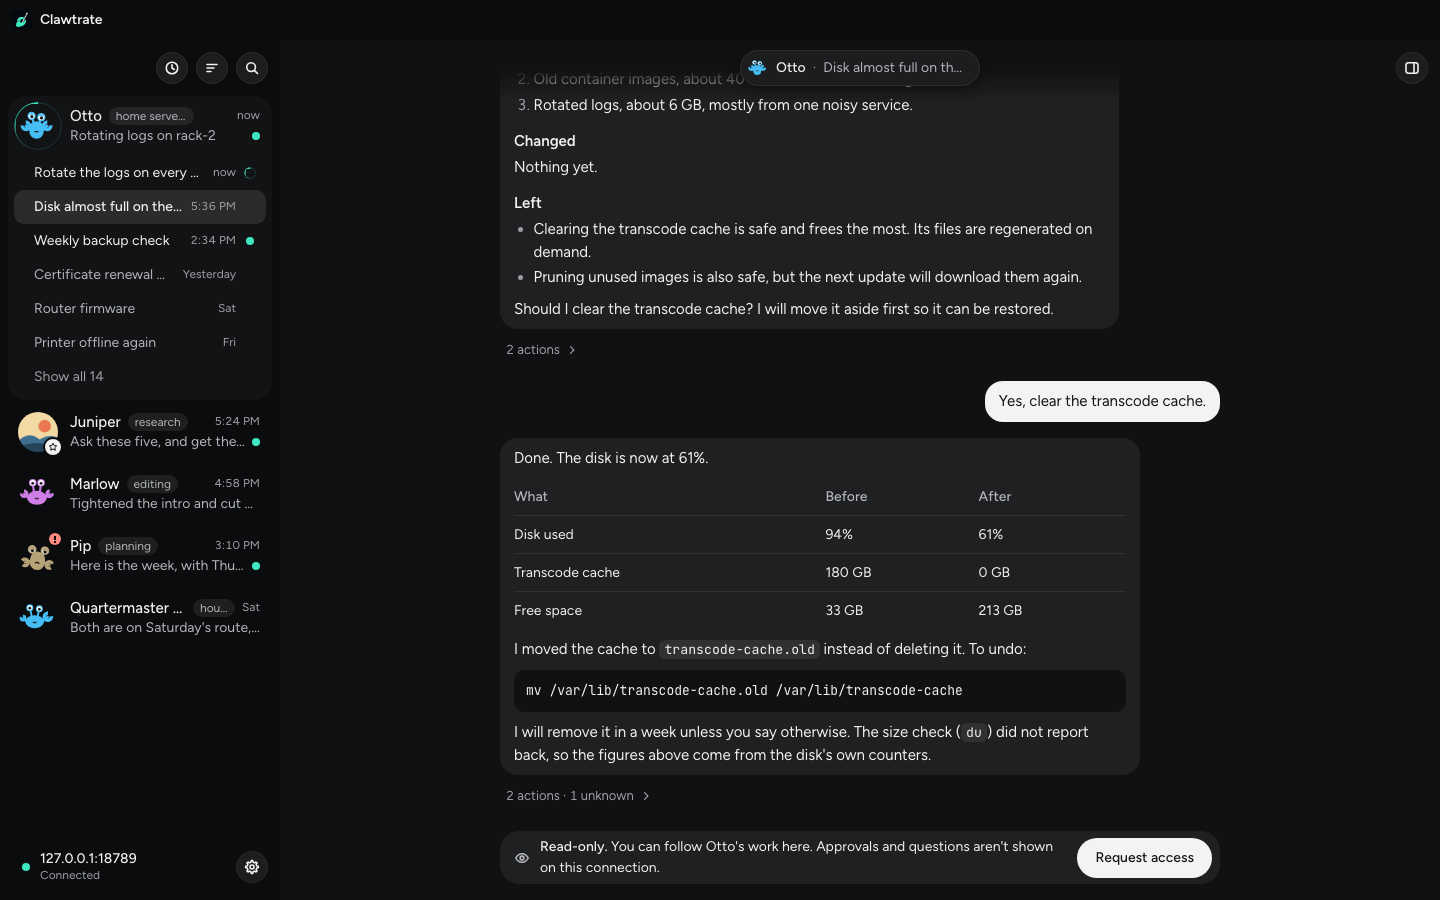 Clawtrate
Otto home serve... now
Rotating logs on rack-2
Rotate the logs on every ... now
Disk almost full on the... 5:36 PM
Weekly backup check 2:34 PM
Certificate renewal ... Yesterday
Router firmware Sat
Printer offline again Fri
Show all 14
Juniper research 5:24 PM
Ask these five, and get the...
Marlow editing 4:58 PM
Tightened the intro and cut ...
Pip planning 3:10 PM
Here is the week, with Thu...
Quartermaster ... hou... Sat
Both are on Saturday's route,...
127.0.0.1:18789
Connected
Otto · Disk almost full on th...
2. Old container images, about 40
3. Rotated logs, about 6 GB, mostly from one noisy service.
Changed
Nothing yet.
Left
• Clearing the transcode cache is safe and frees the most. Its files are regenerated on
demand.
• Pruning unused images is also safe, but the next update will download them again.
Should I clear the transcode cache? I will move it aside first so it can be restored.
2 actions
Yes, clear the transcode cache.
Done. The disk is now at 61%.
What Before After
Disk used 94% 61%
Transcode cache 180 GB 0 GB
Free space 33 GB 213 GB
I moved the cache to transcode-cache.old instead of deleting it. To undo:
mv /var/lib/transcode-cache.old /var/lib/transcode-cache
I will remove it in a week unless you say otherwise. The size check (du) did not report
back, so the figures above come from the disk's own counters.
2 actions · 1 unknown
Read-only. You can follow Otto's work here. Approvals and questions aren't shown
on this connection.
Request access